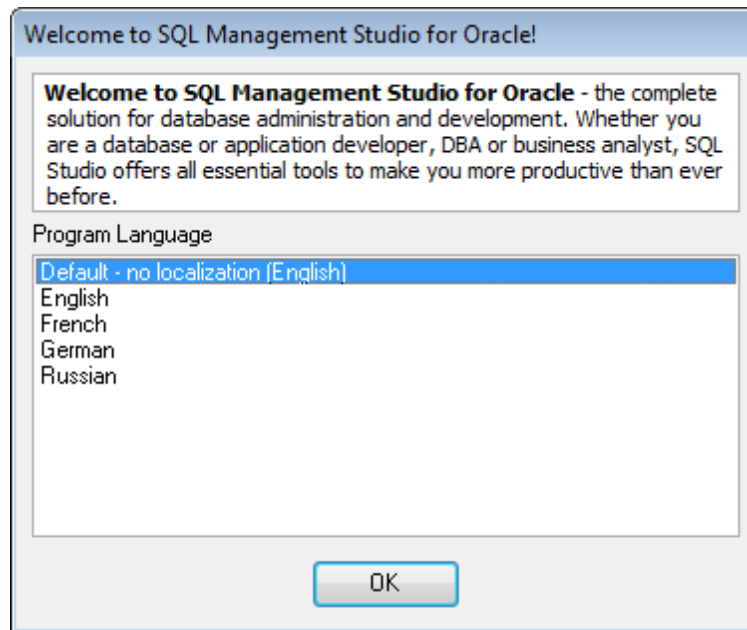 Welcome to SQL Management Studio for Oracle!
Welcome to SQL Management Studio for Oracle - the complete
solution for database administration and development. Whether you
are a database or application developer, DBA or business analyst, SQL
Studio offers all essential tools to make you more productive than ever
before.
Program Language
Default - no localization (English)
English
French
German
Russian
OK